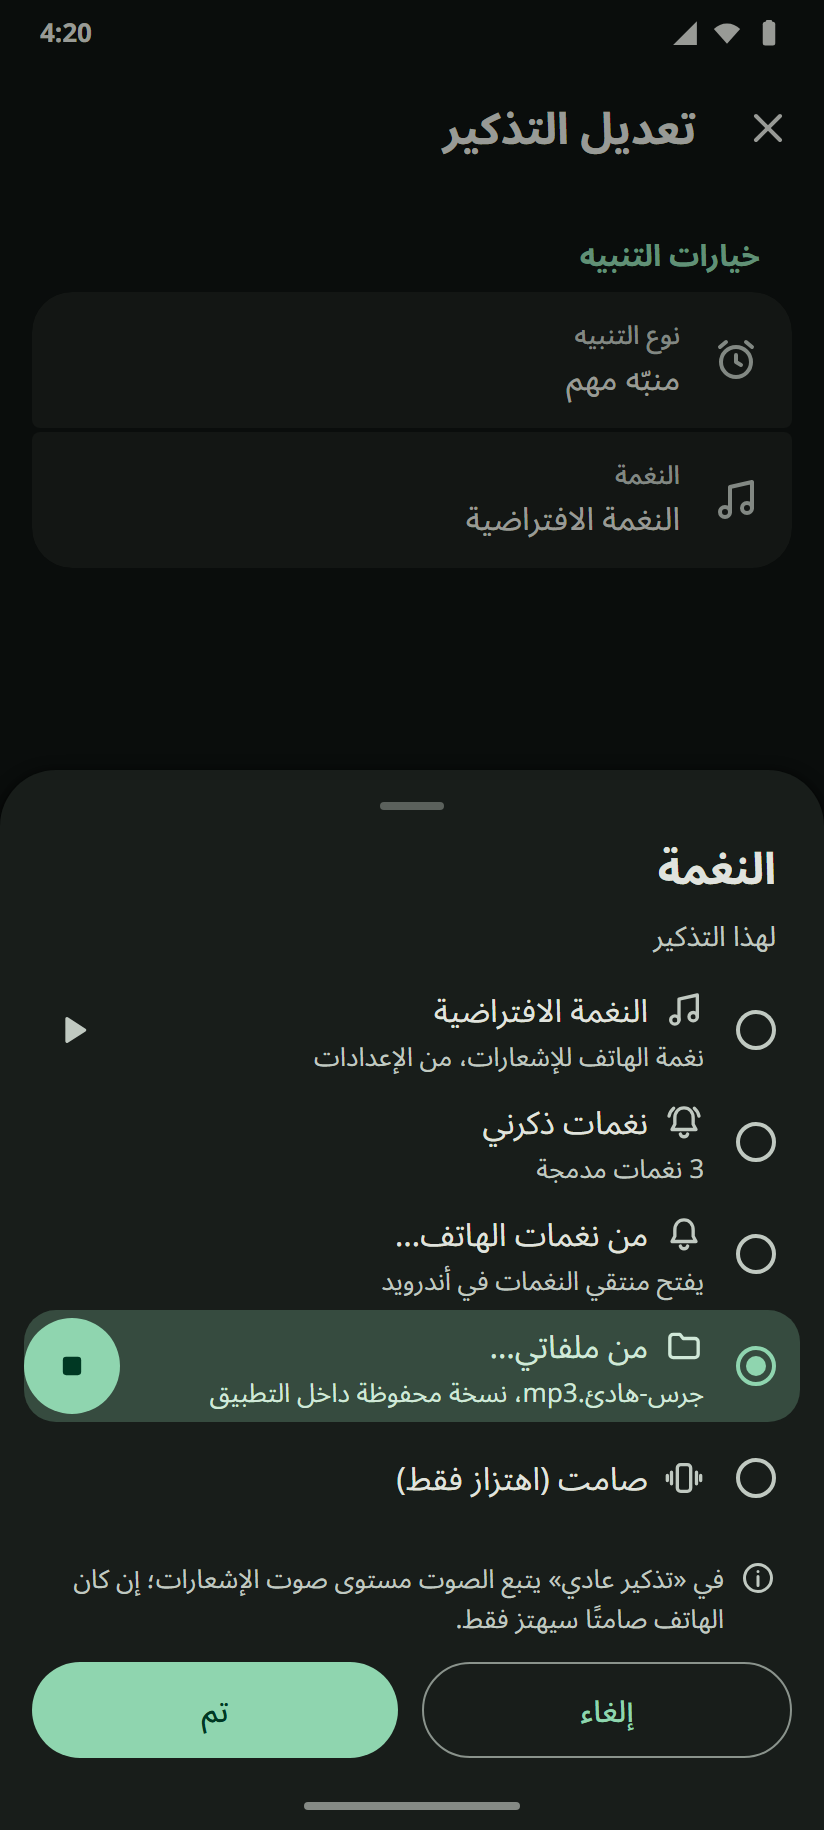 4:20
تعديل التذكير
خيارات التنبيه
نوع التنبيه
منبّه مهم
النغمة
النغمة الافتراضية
النغمة
لهذا التذكير
النغمة الافتراضية
نغمة الهاتف للإشعارات، من الإعدادات
نغمات ذكرني
3 نغمات مدمجة
من نغمات الهاتف...
يفتح منتقي النغمات في أندرويد
من ملفاتي...
جرس-هادئ.mp3، نسخة محفوظة داخل التطبيق
صامت (اهتزاز فقط)
في «تذكير عادي» يتبع الصوت مستوى صوت الإشعارات؛ إن كان
الهاتف صامتًا سيهتز فقط.
إلغاء
تم